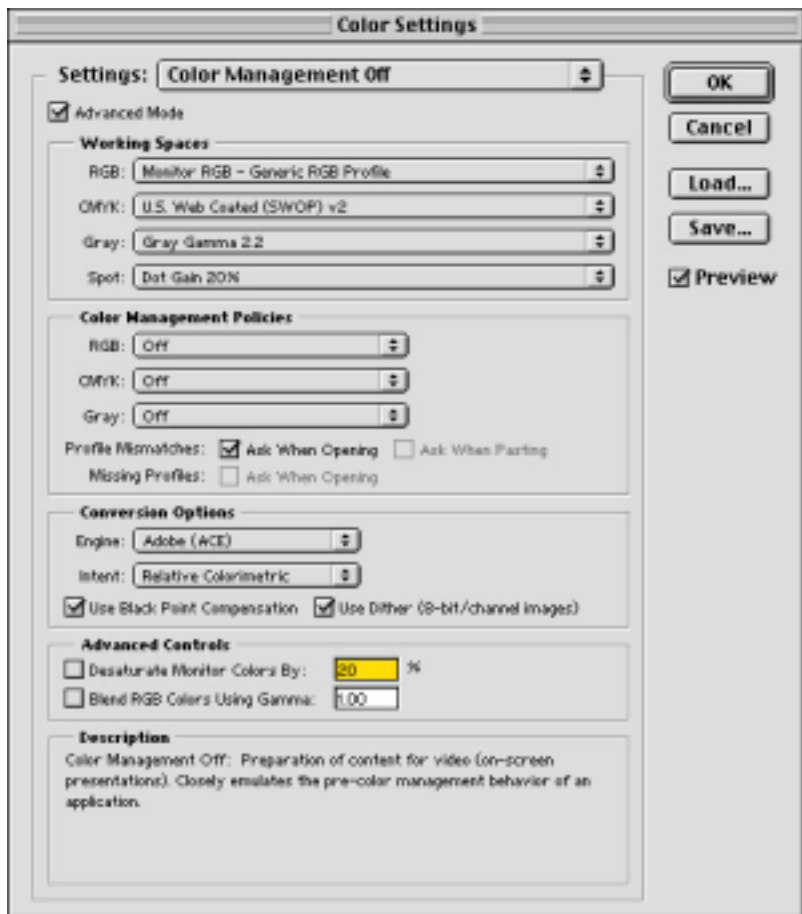 Color Settings
Settings: Color Management Off
OK
Advanced Mode
Cancel
Working Spaces
RGB: Monitor RGB - Generic RGB Profile
Load...
CMYK: U.S. Web Coated (SWOP) v2
Save...
Gray: Gray Gamma 2.2
Spot: Dot Gain 20%
Preview
Color Management Policies
RGB: Off
CMYK: Off
Gray: Off
Profile Mismatches: Ask When Opening Ask When Pasting
Missing Profiles: Ask When Opening
Conversion Options
Engine: Adobe (ACE)
Intent: Relative Colorimetric
Use Black Point Compensation Use Dither (8-bit/channel images)
Advanced Controls
Desaturate Monitor Colors By: 20 %
Blend RGB Colors Using Gamma: 1.00
Description
Color Management Off: Preparation of content for video (on-screen
presentations). Closely emulates the pre-color management behavior of an
application.